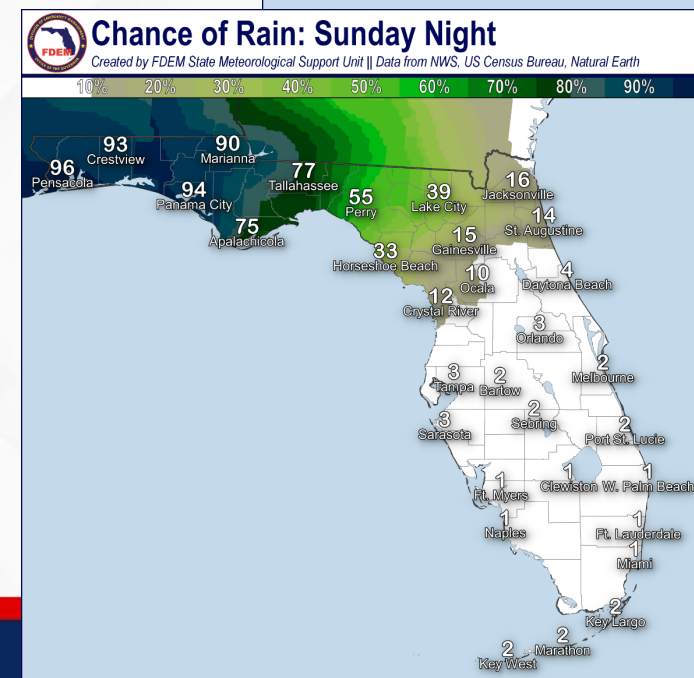 Chance of Rain: Sunday Night
FDEM
Created by FDEM State Meteorological Support Unit || Data from NWS, US Census Bureau, Natural Earth
10% 20% 30% 40% 50% 60% 70% 80% 90%
93
Crestview
90
Marianna
96
Pensacola
94
Panama City
77
Tallahassee
75
Apalachicola
55
Perry
39
Lake City
16
Jacksonville
14
St. Augustine
15
Gainesville
33
Horseshoe Beach
10
Ocala
4
Daytona Beach
12
Crystal River
3
Orlando
3
Tampa
2
Bartow
2
Melbourne
3
Sarasota
2
Sebring
2
Port St. Lucie
1
Ft. Myers
1
Clewiston
1
W. Palm Beach
1
Naples
1
Ft. Lauderdale
1
Miami
2
Key Largo
2
Marathon
2
Key West